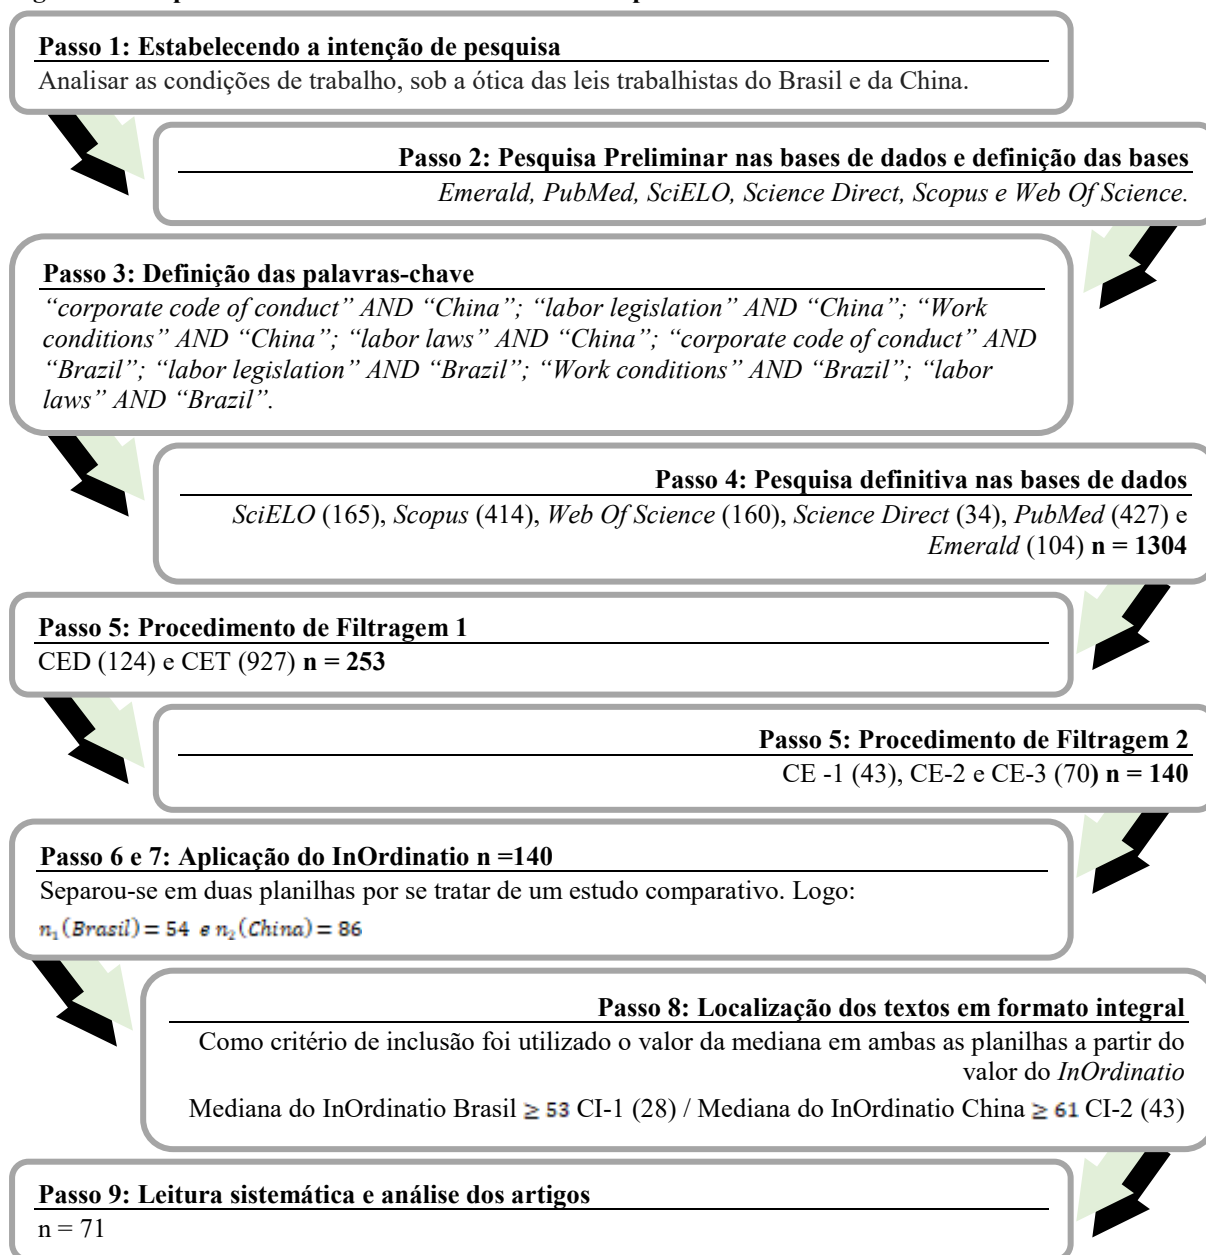 Passo 1: Estabelecendo a intenção de pesquisa
Analisar as condições de trabalho, sob a ótica das leis trabalhistas do Brasil e da China.
Passo 2: Pesquisa Preliminar nas bases de dados e definição das bases
Emerald, PubMed, SciELO, Science Direct, Scopus e Web Of Science.
Passo 3: Definição das palavras-chave
“corporate code of conduct” AND “China”; “labor legislation” AND “China”; “Work
conditions” AND “China”; “labor laws” AND “China”; “corporate code of conduct” AND
“Brazil”; “labor legislation” AND “Brazil”; “Work conditions” AND “Brazil”; “labor
laws” AND “Brazil”.
Passo 4: Pesquisa definitiva nas bases de dados
SciELO (165), Scopus (414), Web Of Science (160), Science Direct (34), PubMed (427) e
Emerald (104) n = 1304
Passo 5: Procedimento de Filtragem 1
CED (124) e CET (927) n = 253
Passo 5: Procedimento de Filtragem 2
CE -1 (43), CE-2 e CE-3 (70) n = 140
Passo 6 e 7: Aplicação do InOrdinatio n =140
Separou-se em duas planilhas por se tratar de um estudo comparativo. Logo:
n₁(Brasil) = 54 e n₂(China) = 86
Passo 8: Localização dos textos em formato integral
Como critério de inclusão foi utilizado o valor da mediana em ambas as planilhas a partir do
valor do InOrdinatio
Mediana do InOrdinatio Brasil ≥ 53 CI-1 (28) / Mediana do InOrdinatio China ≥ 61 CI-2 (43)
Passo 9: Leitura sistemática e análise dos artigos
n = 71